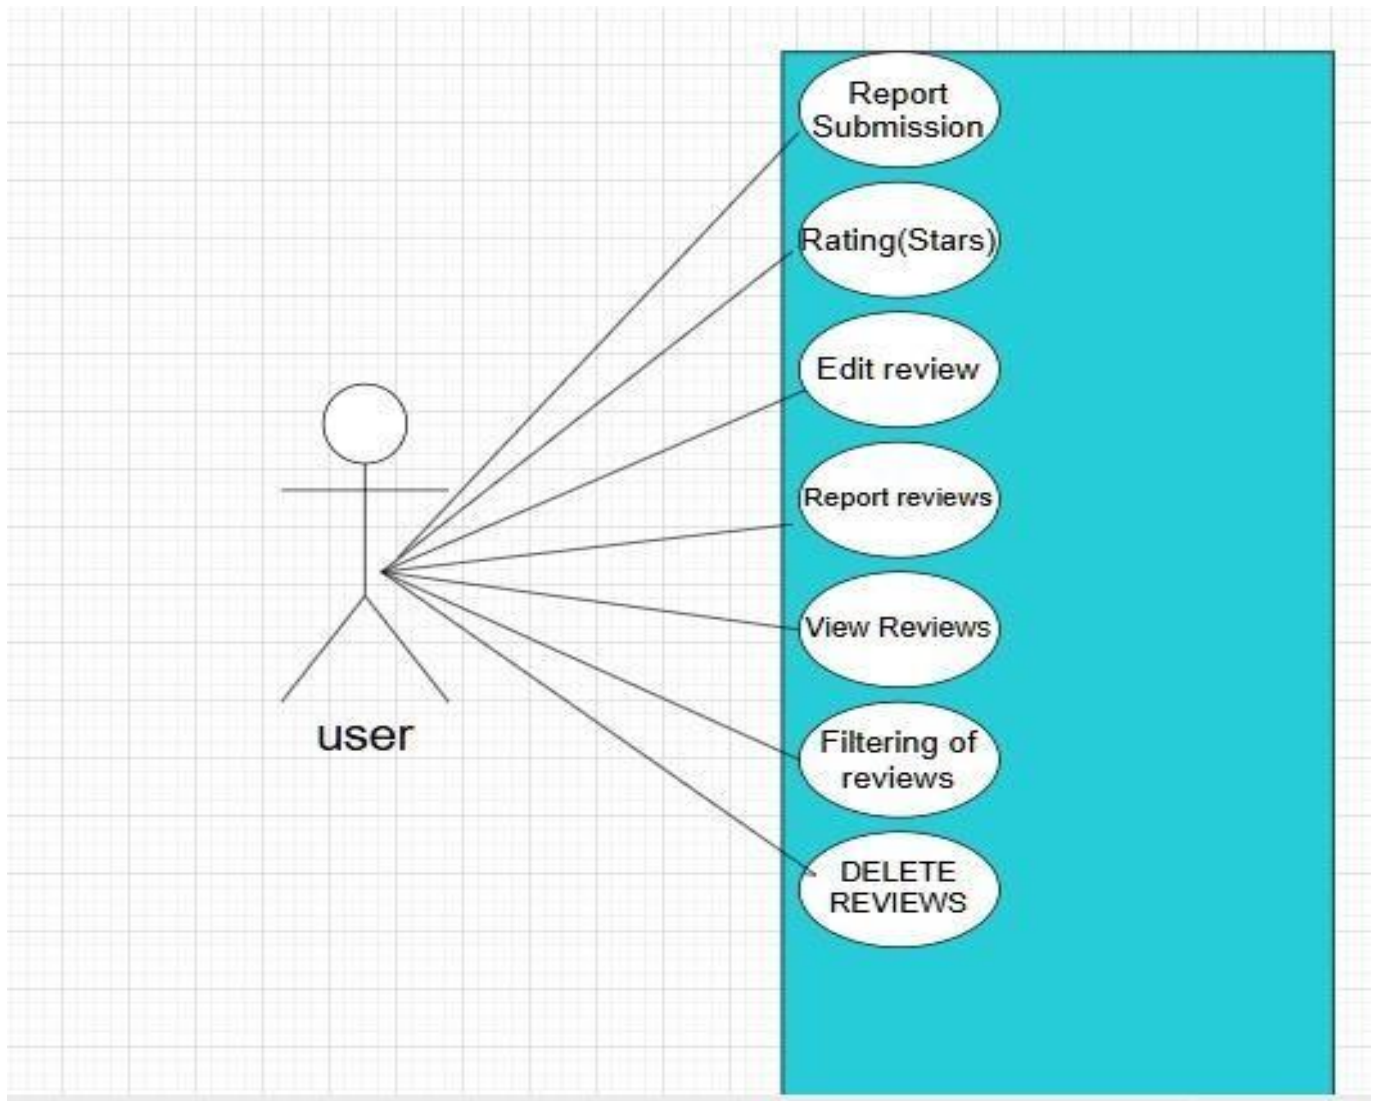 Report
Submission
Rating(Stars)
Edit review
Report reviews
View Reviews
Filtering of
reviews
DELETE
REVIEWS
user